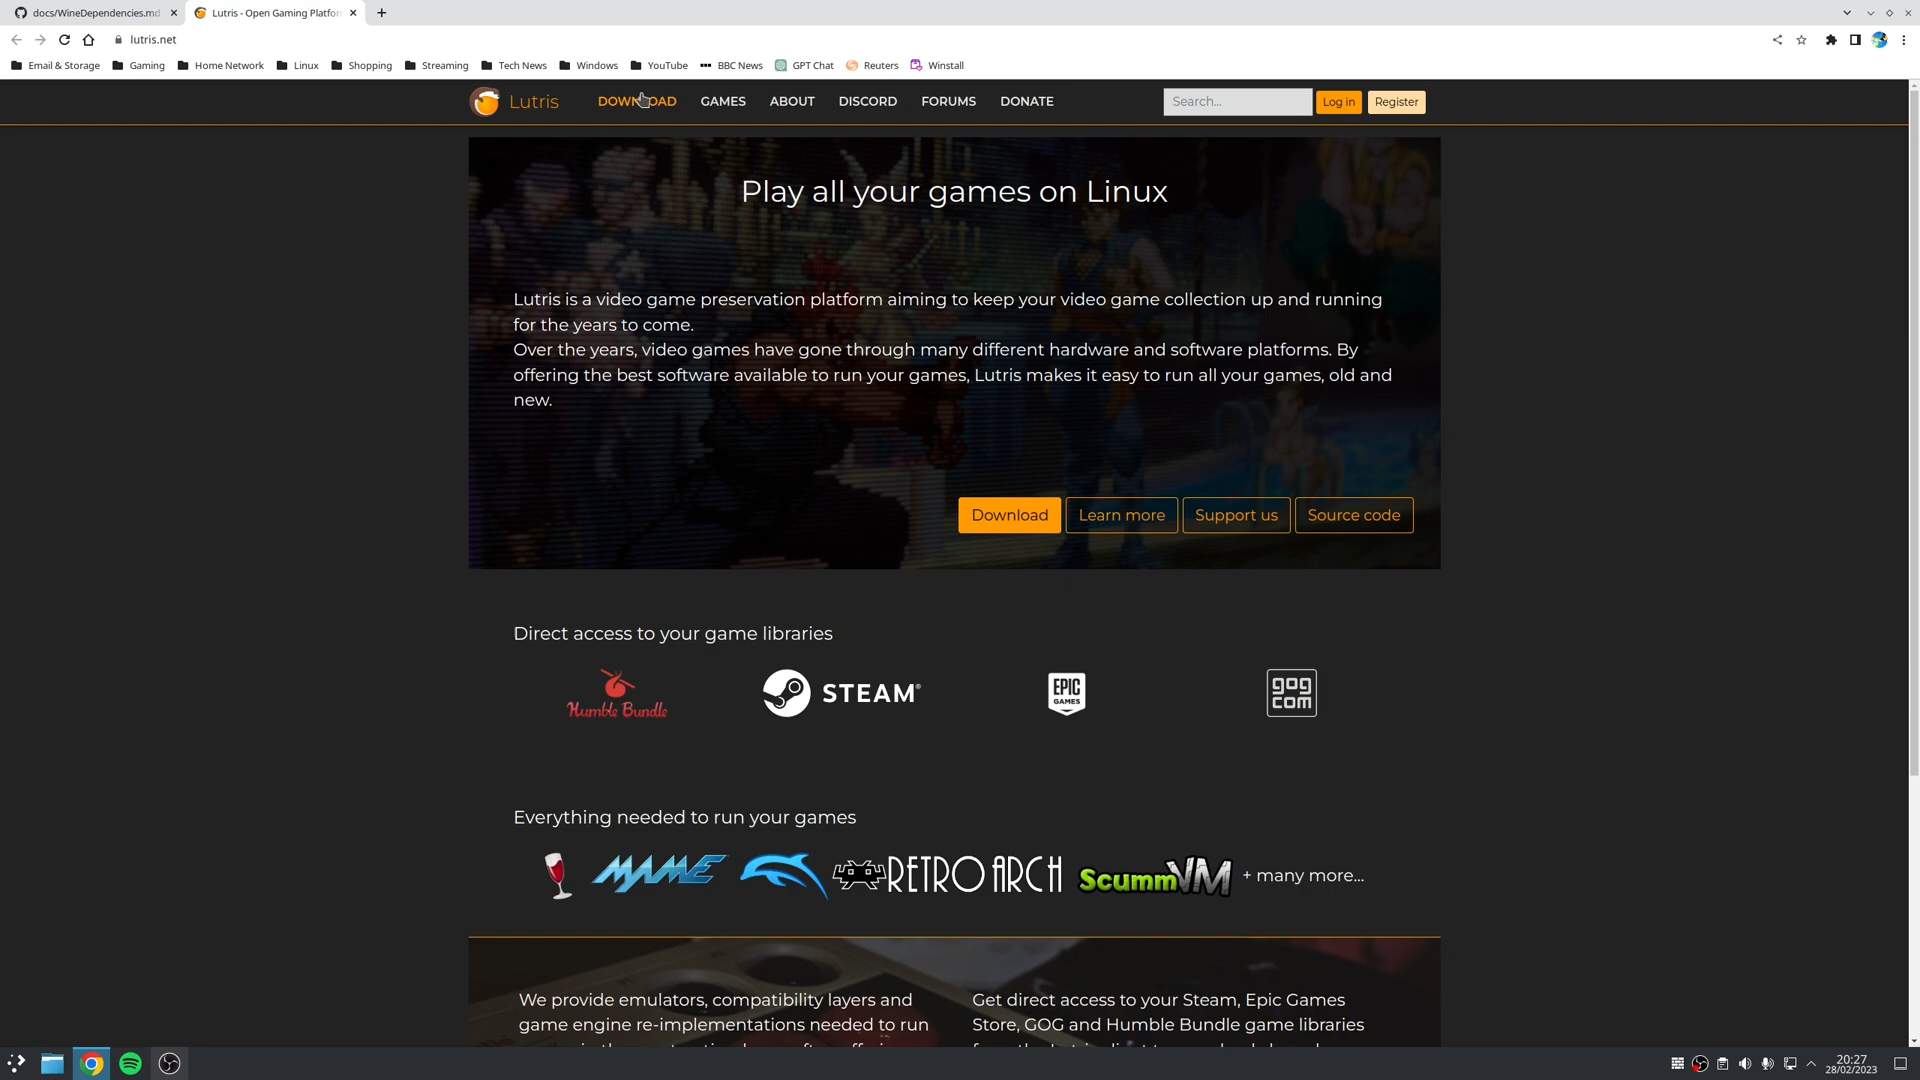 docs/WineDependencies.md
Lutris - Open Gaming Platfor
lutris.net
Email & Storage
Gaming
Home Network
Linux
Shopping
Streaming
Tech News
Windows
YouTube
BBC News
GPT Chat
Reuters
Winstall
Lutris
DOWNLOAD
GAMES
ABOUT
DISCORD
FORUMS
DONATE
Search...
Log in
Register
Play all your games on Linux
Lutris is a video game preservation platform aiming to keep your video game collection up and running
for the years to come.
Over the years, video games have gone through many different hardware and software platforms. By
offering the best software available to run your games, Lutris makes it easy to run all your games, old and
new.
Download
Learn more
Support us
Source code
Direct access to your game libraries
Humble Bundle
STEAM®
EPIC
GAMES
gog
com
Everything needed to run your games
MAME
RETROARCH
ScummVM
+ many more...
We provide emulators, compatibility layers and
game engine re-implementations needed to run
Get direct access to your Steam, Epic Games
Store, GOG and Humble Bundle game libraries
20:27
28/02/2023